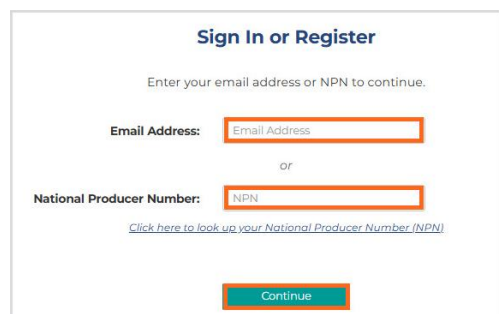 Sign In or Register
Enter your email address or NPN to continue.
Email Address: Email Address
or
National Producer Number: NPN
Click here to look up your National Producer Number (NPN)
Continue